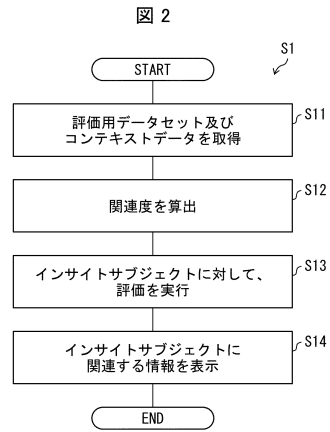 図2
S1
START
S11
評価用データセット及び
コンテキストデータを取得
S12
関連度を算出
S13
インサイトサブジェクトに対して、
評価を実行
S14
インサイトサブジェクトに
関連する情報を表示
END